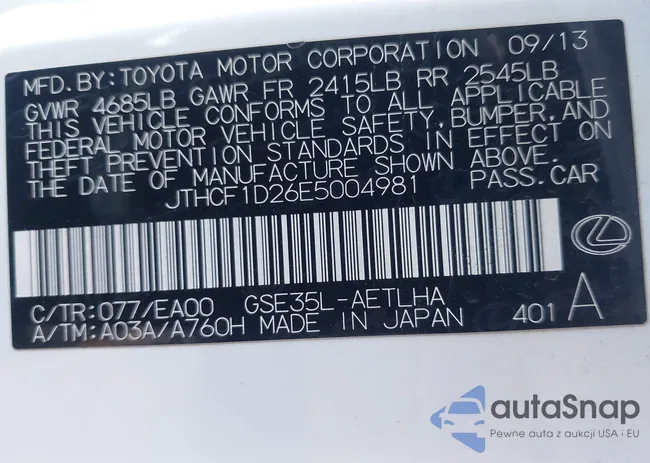 MFD.BY:TOYOTA MOTOR CORPORATION 09/13
GVWR 4685LB GAWR FR 2415LB RR 2545LB
THIS VEHICLE CONFORMS TO ALL APPLICABLE
FEDERAL MOTOR VEHICLE SAFETY,BUMPER,AND
THEFT PREVENTION STANDARDS IN EFFECT ON
THE DATE OF MANUFACTURE SHOWN ABOVE.
JTHCF1D26E5004981 PASS.CAR
C/TR:077/EA00 GSE35L-AETLHA
A/TM:A03A/A760H MADE IN JAPAN 401 A
autaSnap
Pewne auta z aukcji USA i EU